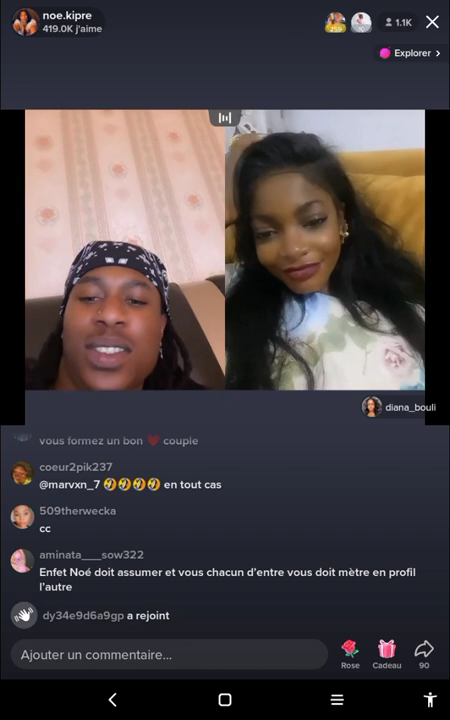 noe.kipre
419.0K j'aime
259
10
1.1K
Explorer
diana_bouli
vous formez un bon ❤️ couple
coeur2pik237
@marvxn_7 🤣🤣🤣🤣 en tout cas
509therwecka
cc
aminata___sow322
Enfet Noé doit assumer et vous chacun d'entre vous doit mètre en profil
l'autre
dy34e9d6a9gp a rejoint
Ajouter un commentaire...
Rose
Cadeau
90